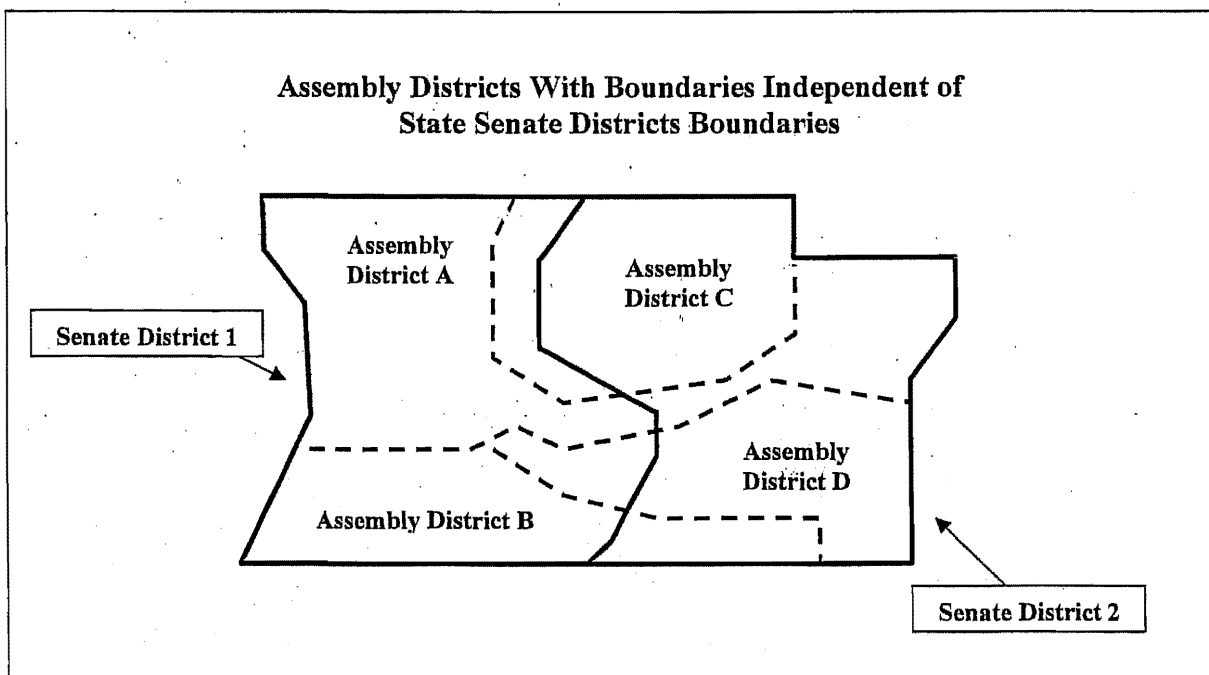 Assembly Districts With Boundaries Independent of
State Senate Districts Boundaries
Assembly
District A
Assembly
District C
Senate District 1
Assembly
District D
Assembly District B
Senate District 2